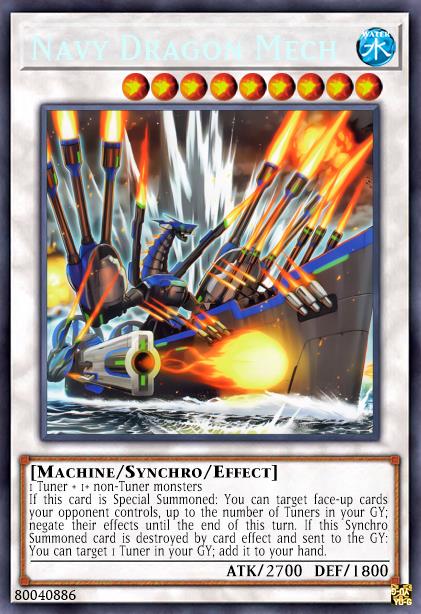 Navy Dragon Mech
WATER
水
[Machine/Synchro/Effect]
1 Tuner + 1+ non-Tuner monsters
If this card is Special Summoned: You can target face-up cards
your opponent controls, up to the number of Tuners in your GY;
negate their effects until the end of this turn. If this Synchro
Summoned card is destroyed by card effect and sent to the GY:
You can target 1 Tuner in your GY; add it to your hand.
ATK/2700 DEF/1800
80040886